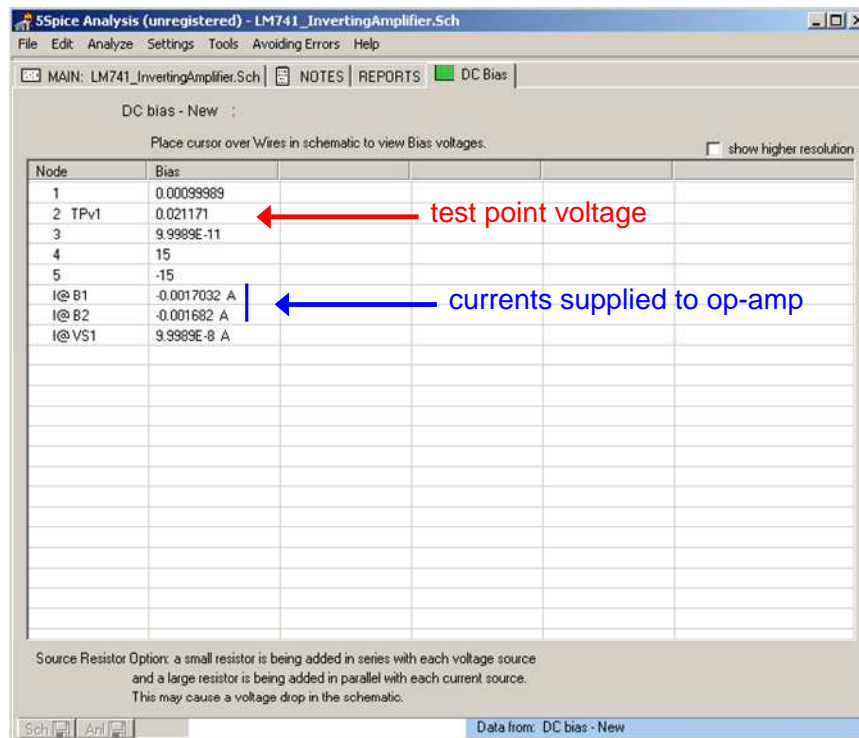 5Spice Analysis (unregistered) - LM741_InvertingAmplifier.Sch
File Edit Analyze Settings Tools Avoiding Errors Help
MAIN: LM741_InvertingAmplifier.Sch NOTES REPORTS DC Bias
DC bias - New :
Place cursor over Wires in schematic to view Bias voltages.
show higher resolution
Node Bias
1 0.00099989
2 TPv1 0.021171
test point voltage
3 9.9989E-11
4 15
5 -15
I@ B1 -0.0017032 A
currents supplied to op-amp
I@ B2 -0.001682 A
I@ VS1 9.9989E-8 A
Source Resistor Option: a small resistor is being added in series with each voltage source
and a large resistor is being added in parallel with each current source.
This may cause a voltage drop in the schematic.
Sch Anl Data from: DC bias - New